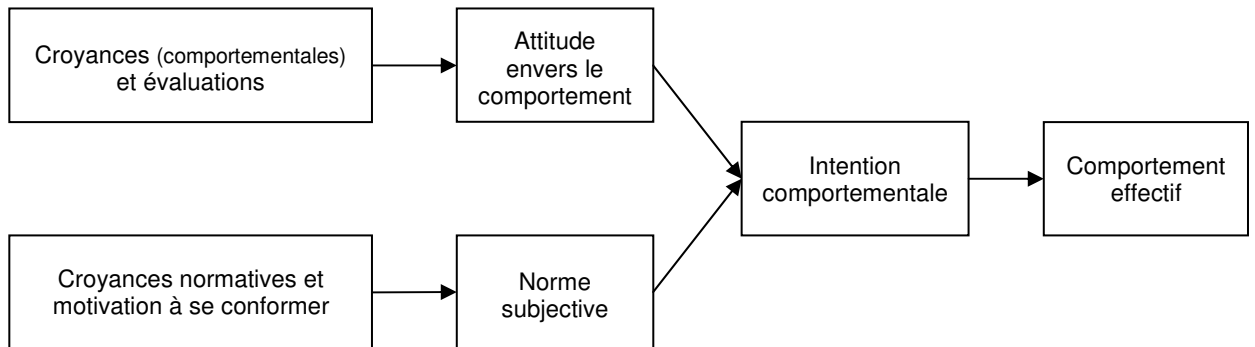 Croyances (comportementales)
et évaluations
Attitude
envers le
comportement
Intention
comportementale
Comportement
effectif
Croyances normatives et
motivation à se conformer
Norme
subjective